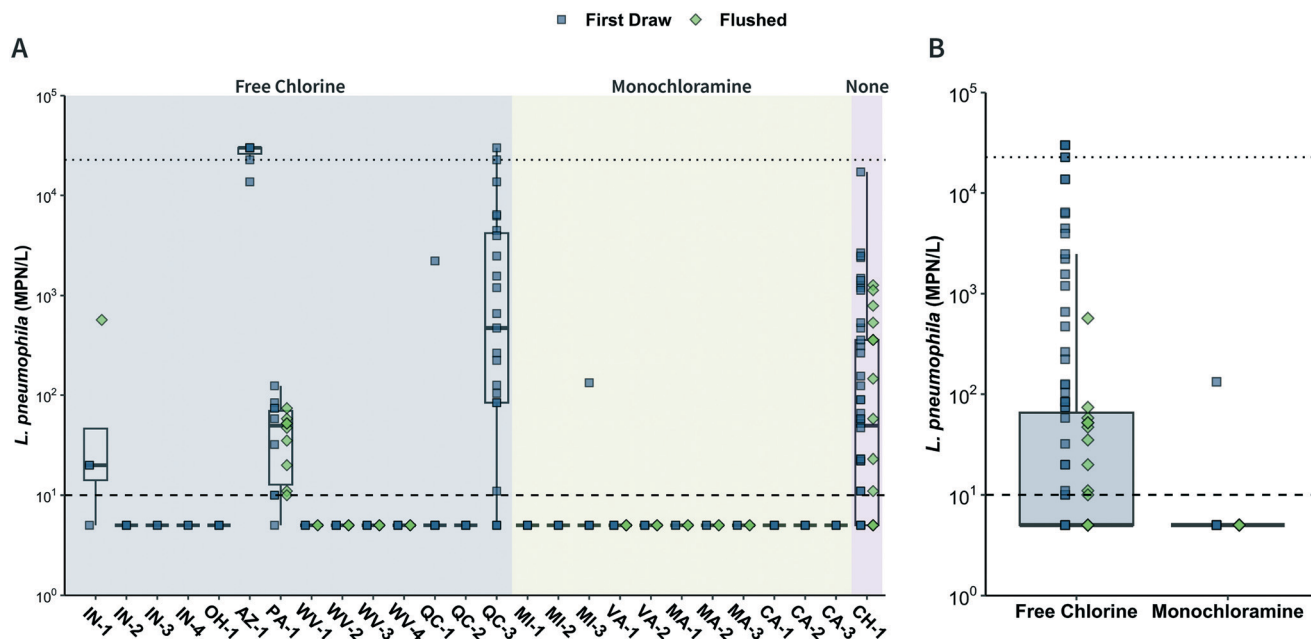 First Draw Flushed
A
B
Free Chlorine Monochloramine None
L. pneumophila (MPN/L)
10⁵
10⁴
10³
10²
10¹
10⁰
IN-1 IN-2 IN-3 IN-4 OH-1 AZ-1 PA-1 WV-1 WV-2 WV-3 WV-4 QC-1 QC-2 QC-3 MI-1 MI-2 MI-3 VA-1 VA-2 MA-1 MA-2 MA-3 CA-1 CA-2 CA-3 CH-1
L. pneumophila (MPN/L)
10⁵
10⁴
10³
10²
10¹
10⁰
Free Chlorine Monochloramine